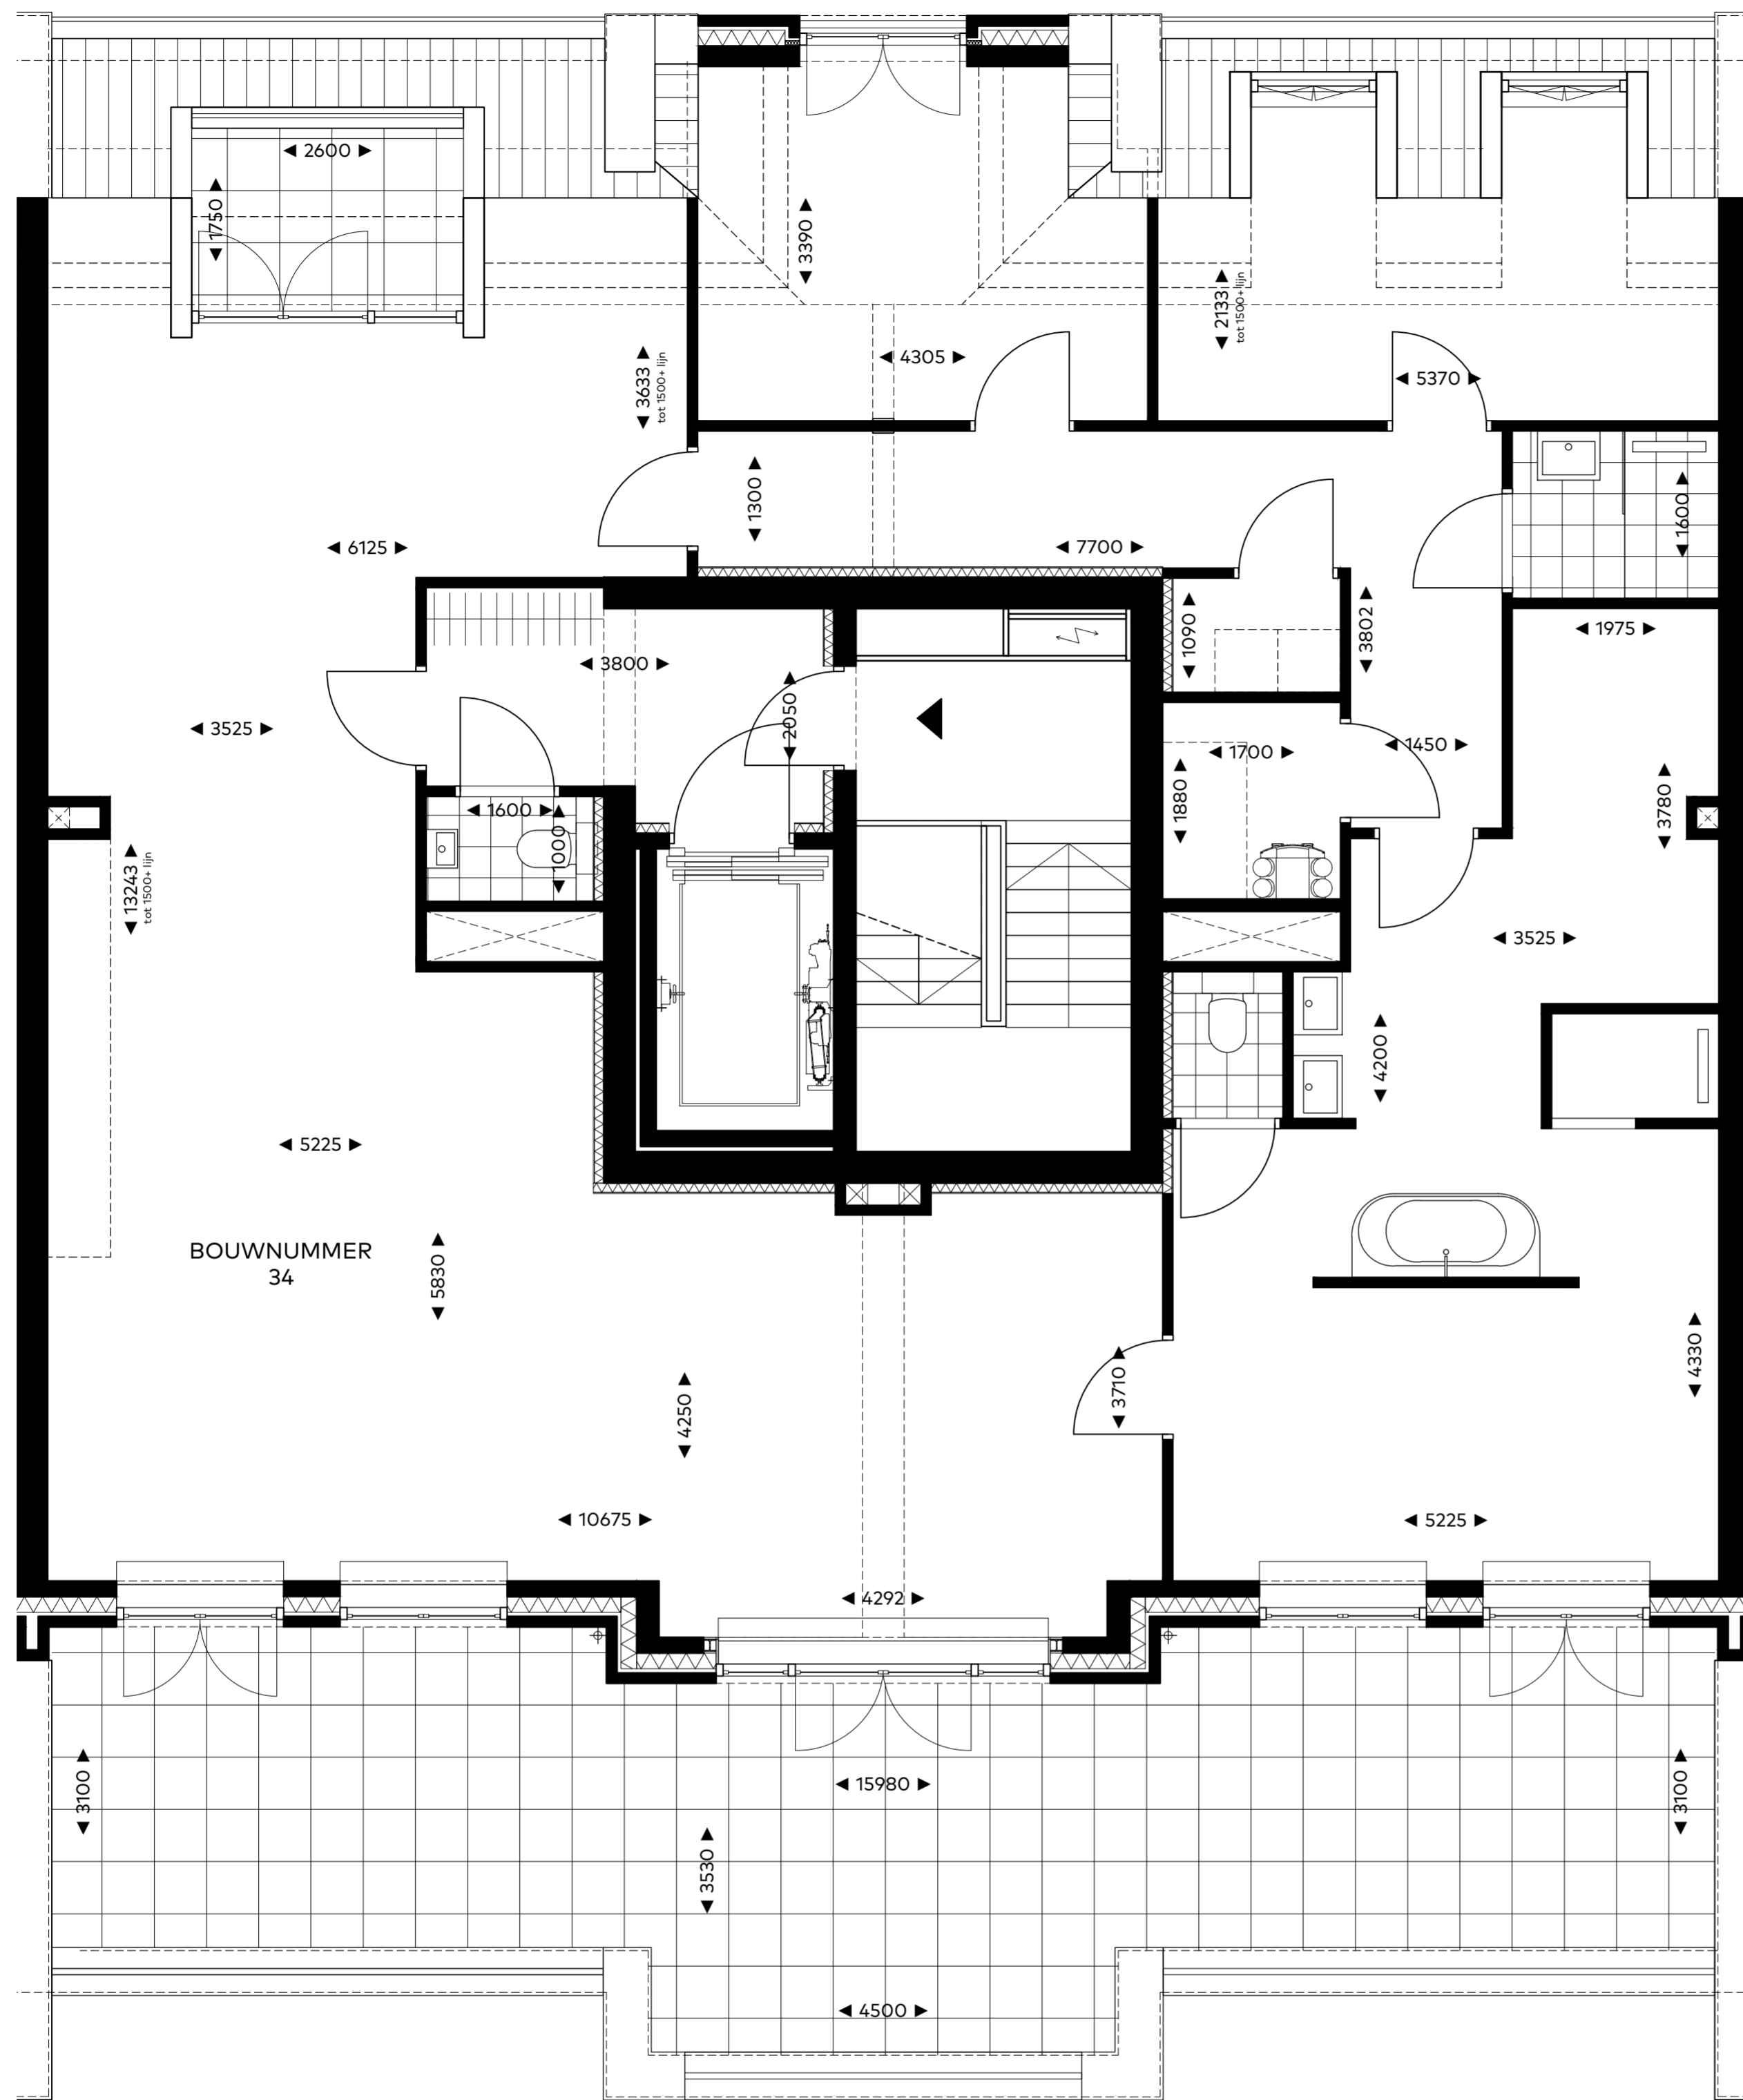 ◄ 2600 ►
◄ 1750 ►
◄ 3390 ►
◄ 2133 ►
tot 1500+ lijn
◄ 3633 ►
tot 1500+ lijn
◄ 4305 ►
◄ 5370 ►
◄ 1300 ►
◄ 1600 ►
◄ 6125 ►
◄ 7700 ►
◄ 1090 ►
◄ 3802 ►
◄ 1975 ►
◄ 3800 ►
◄ 2050 ►
◄ 3525 ►
◄ 1700 ►
◄ 1450 ►
◄ 1880 ►
◄ 3780 ►
◄ 1600 ►
◄ 1000 ►
◄ 13243 ►
tot 1500+ lijn
◄ 3525 ►
◄ 4200 ►
◄ 5225 ►
BOUWNUMMER
34
◄ 5830 ►
◄ 4250 ►
◄ 3710 ►
◄ 4330 ►
◄ 10675 ►
◄ 5225 ►
◄ 4292 ►
◄ 3100 ►
◄ 15980 ►
◄ 3100 ►
◄ 3530 ►
◄ 4500 ►